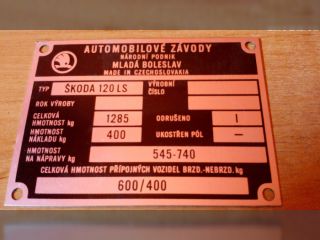 AUTOMOBILOVÉ ZÁVODY
NÁRODNÍ PODNIK
MLADÁ BOLESLAV
MADE IN CZECHOSLOVAKIA
TYP ŠKODA 120 LS VÝROBNÍ ČÍSLO
ROK VÝROBY
CELKOVÁ HMOTNOST kg 1285 ODRUŠENO I
HMOTNOST NÁKLADU kg 400 UKOSTŘEN PÓL –
HMOTNOST NA NÁPRAVY kg 545-740
CELKOVÁ HMOTNOST PŘÍPOJNÝCH VOZIDEL BRZD.-NEBRZD. kg
600/400